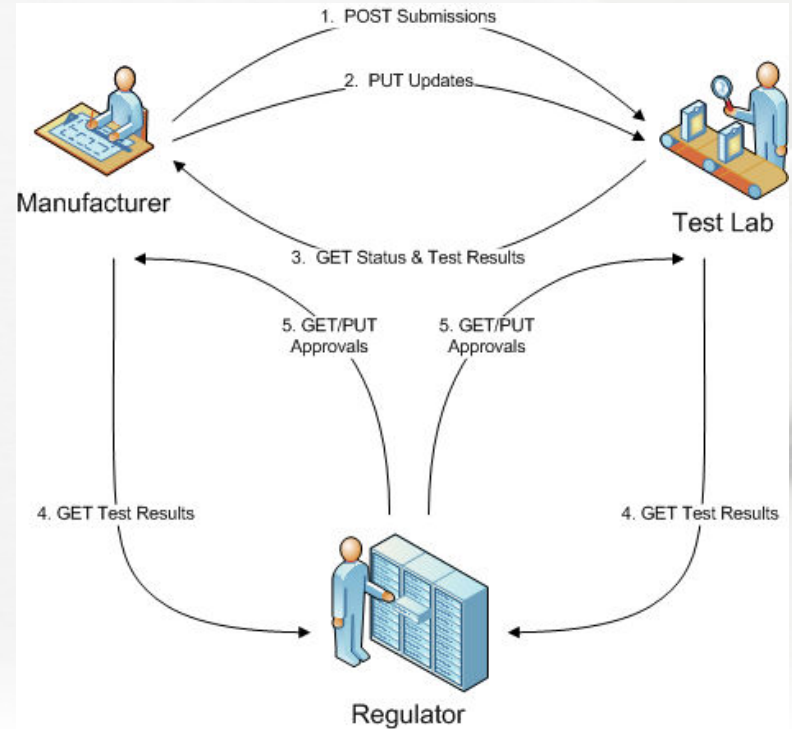 1. POST Submissions
2. PUT Updates
Manufacturer
Test Lab
3. GET Status & Test Results
5. GET/PUT
Approvals
5. GET/PUT
Approvals
4. GET Test Results
4. GET Test Results
Regulator